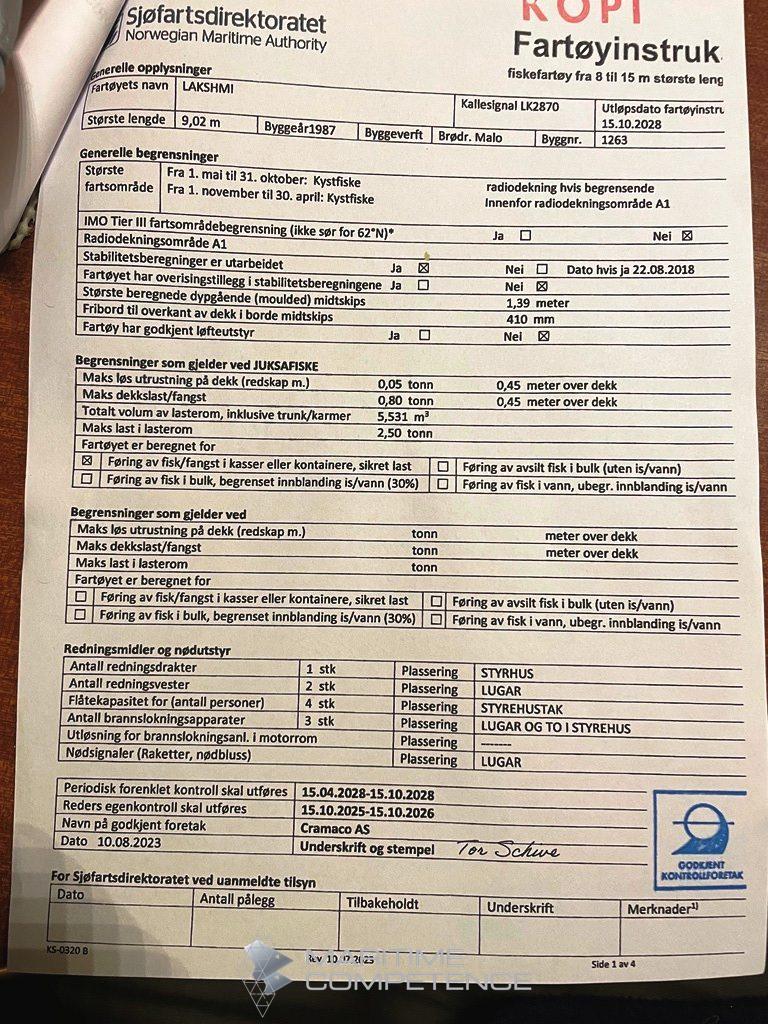 Sjøfartsdirektoratet
Norwegian Maritime Authority
KOPI
Fartøyinstruk
fiskefartøy fra 8 til 15 m største leng
Generelle opplysninger
Fartøyets navn LAKSHMI Kallesignal LK2870 Utløpsdato fartøyinstru
15.10.2028
Største lengde 9,02 m Byggeår1987 Byggeverft Brødr. Malo Byggnr. 1263
Generelle begrensninger
Største fartsområde
Fra 1. mai til 31. oktober: Kystfiske radiodekning hvis begrensende
Fra 1. november til 30. april: Kystfiske Innenfor radiodekningsområde A1
IMO Tier III fartsområdebegrensning (ikke sør for 62°N)* Ja ☐ Nei ☒
Radiodekningsområde A1
Stabilitetsberegninger er utarbeidet Ja ☒ Nei ☐ Dato hvis ja 22.08.2018
Fartøyet har overisingstillegg i stabilitetsberegningene Ja ☐ Nei ☒
Største beregnede dypgående (moulded) midtskips 1,39 meter
Fribord til overkant av dekk i borde midtskips 410 mm
Fartøy har godkjent løfteutstyr Ja ☐ Nei ☒
Begrensninger som gjelder ved JUKSAFISKE
Maks løs utrustning på dekk (redskap m.) 0,05 tonn 0,45 meter over dekk
Maks dekkslast/fangst 0,80 tonn 0,45 meter over dekk
Totalt volum av lasterom, inklusive trunk/karmer 5,531 m³
Maks last i lasterom 2,50 tonn
Fartøyet er beregnet for
☒ Føring av fisk/fangst i kasser eller kontainere, sikret last ☐ Føring av avsilt fisk i bulk (uten is/vann)
☐ Føring av fisk i bulk, begrenset innblanding is/vann (30%) ☐ Føring av fisk i vann, ubegr. innblanding is/vann
Begrensninger som gjelder ved
Maks løs utrustning på dekk (redskap m.) tonn meter over dekk
Maks dekkslast/fangst tonn meter over dekk
Maks last i lasterom tonn
Fartøyet er beregnet for
☐ Føring av fisk/fangst i kasser eller kontainere, sikret last ☐ Føring av avsilt fisk i bulk (uten is/vann)
☐ Føring av fisk i bulk, begrenset innblanding is/vann (30%) ☐ Føring av fisk i vann, ubegr. innblanding is/vann
Redningsmidler og nødutstyr
Antall redningsdrakter 1 stk Plassering STYRHUS
Antall redningsvester 2 stk Plassering LUGAR
Flåtekapasitet for (antall personer) 4 stk Plassering STYREHUSTAK
Antall brannslokningsapparater 3 stk Plassering LUGAR OG TO I STYREHUS
Utløsning for brannslokningsanl. i motorrom Plassering -------
Nødsignaler (Raketter, nødbluss) Plassering LUGAR
Periodisk forenklet kontroll skal utføres 15.04.2028-15.10.2028
Reders egenkontroll skal utføres 15.10.2025-15.10.2026
Navn på godkjent foretak Cramaco AS
Dato 10.08.2023 Underskrift og stempel Tor Schive
GODKJENT
KONTROLLFORETAK
For Sjøfartsdirektoratet ved uanmeldte tilsyn
Dato Antall pålegg Tilbakeholdt Underskrift Merknader¹⁾
KS-0320 B Rev 10.02.2023 Side 1 av 4
MARITIME
COMPETENCE